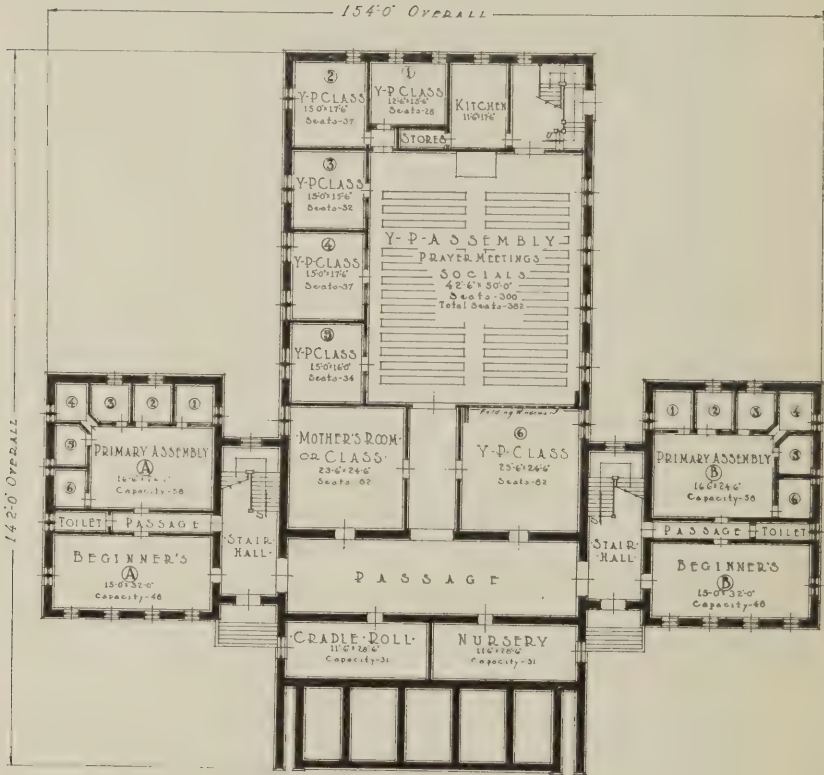 154'-0" OVERALL
142'-0" OVERALL
②
Y-P CLASS
15'0"x17'6"
Seats-37
①
Y-P CLASS
12'6"x13'6"
Seats-28
KITCHEN
11'6"x17'6"
STORES
③
Y-P CLASS
15'-0"x15'-6"
Seats-32
④
Y-P CLASS
15'-0"x17'-6"
Seats-37
⑤
Y-P CLASS
15'-0"x16'0"
Seats-34
Y-P-ASSEMBLY
PRAYER MEETINGS
SOCIALS
42'-6"x50'-0"
Seats-300
Total Seats-382
MOTHER'S ROOM
OR CLASS
23'-6"x24'-6"
Seats-82
Folding
⑥
Y-P-CLASS
23'-6"x24'-6"
Seats-82
④
③
②
①
⑤
⑥
PRIMARY ASSEMBLY
Ⓐ
Capacity-58
TOILET
PASSAGE
BEGINNER'S
Ⓐ
15'-0"x32'-0"
Capacity-48
STAIR
HALL
PASSAGE
STAIR
HALL
①
②
③
④
⑤
⑥
PRIMARY ASSEMBLY
Ⓑ
16'6"x24'6"
Capacity-58
PASSAGE
TOILET
BEGINNER'S
Ⓑ
15'-0"x32'-0"
Capacity-48
CRADLE-ROLL
11'-6"x28'-6"
Capacity-31
NURSERY
11'6"x28'6"
Capacity-31